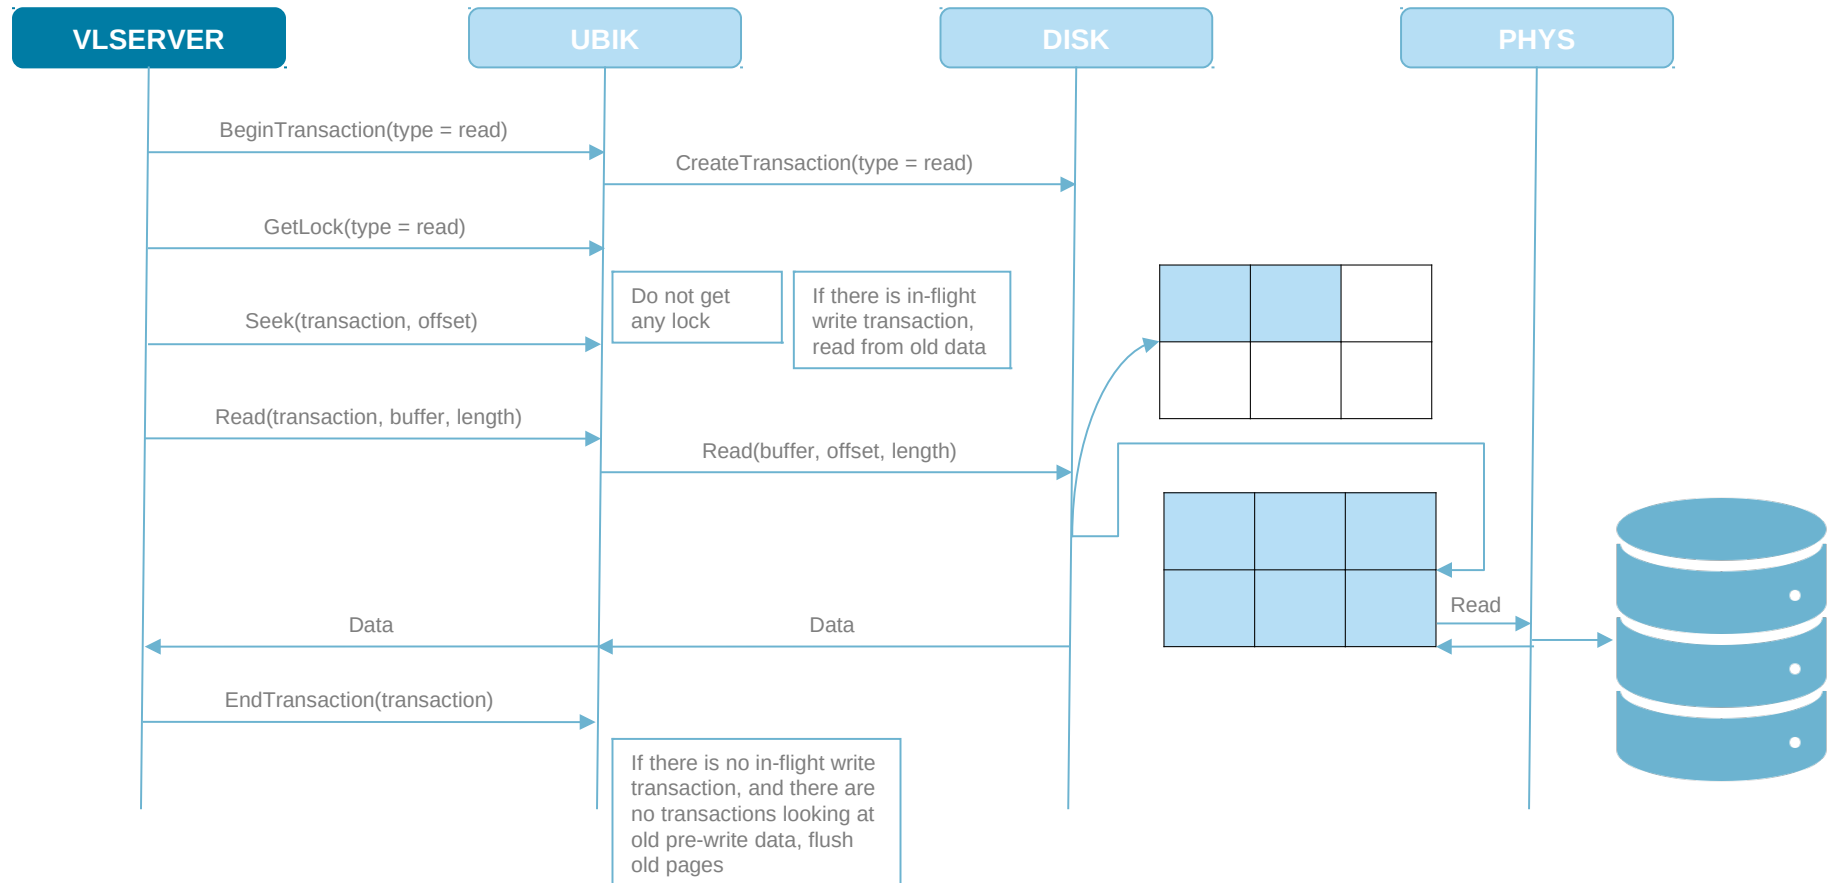 VLSERVER
UBIK
DISK
PHYS
BeginTransaction(type = read)
CreateTransaction(type = read)
GetLock(type = read)
Do not get
any lock
If there is in-flight
write transaction,
read from old data
Seek(transaction, offset)
Read(transaction, buffer, length)
Read(buffer, offset, length)
Read
Data
Data
EndTransaction(transaction)
If there is no in-flight write
transaction, and there are
no transactions looking at
old pre-write data, flush
old pages